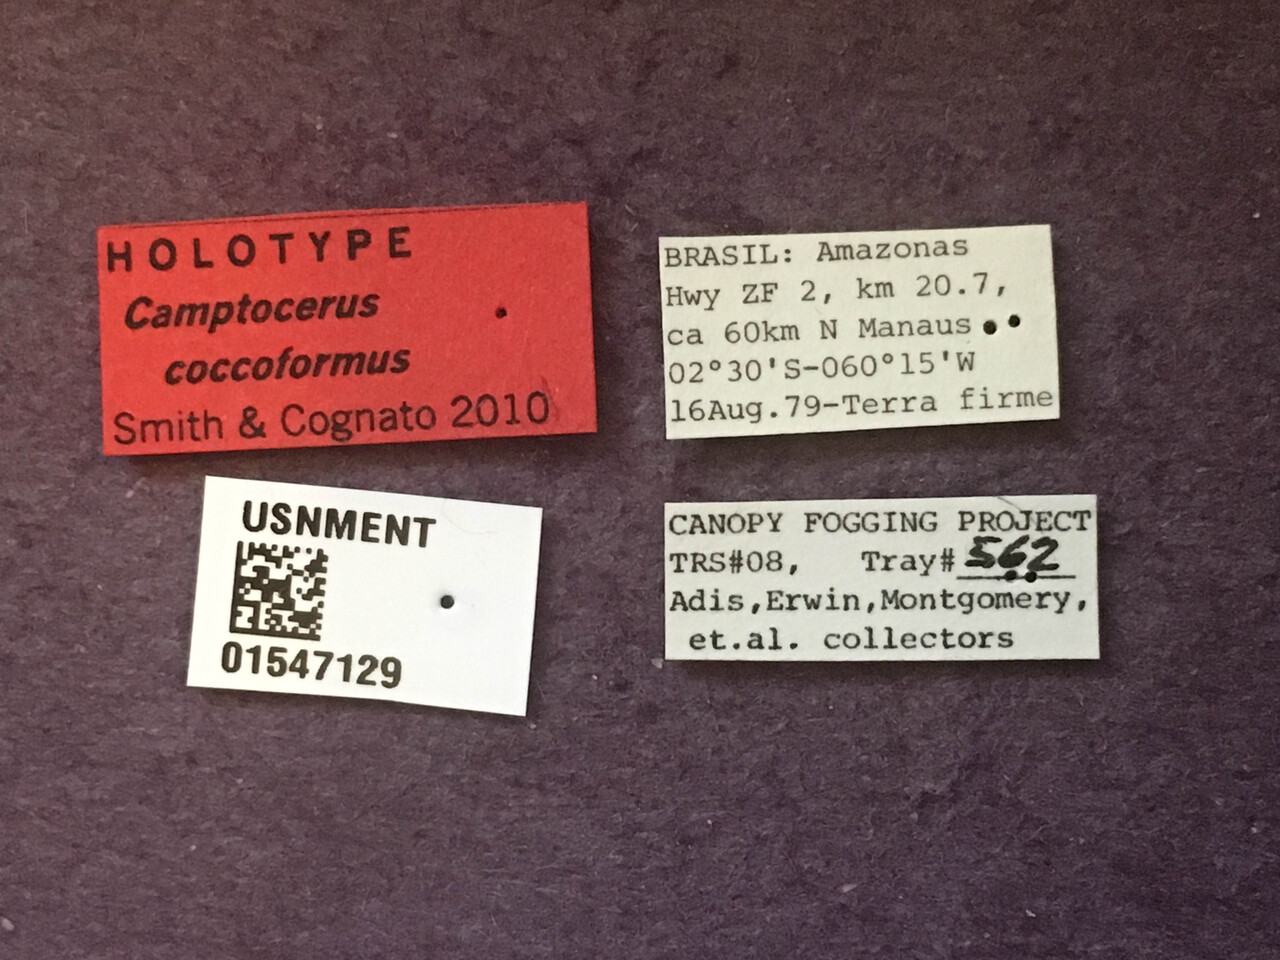 HOLOTYPE
Camptocerus
coccoformus
Smith & Cognato 2010
BRASIL: Amazonas
Hwy ZF 2, km 20.7,
ca 60km N Manaus
02°30'S-060°15'W
16Aug.79-Terra firme
USNMENT
01547129
CANOPY FOGGING PROJECT
TRS#08, Tray#562
Adis,Erwin,Montgomery,
et.al. collectors